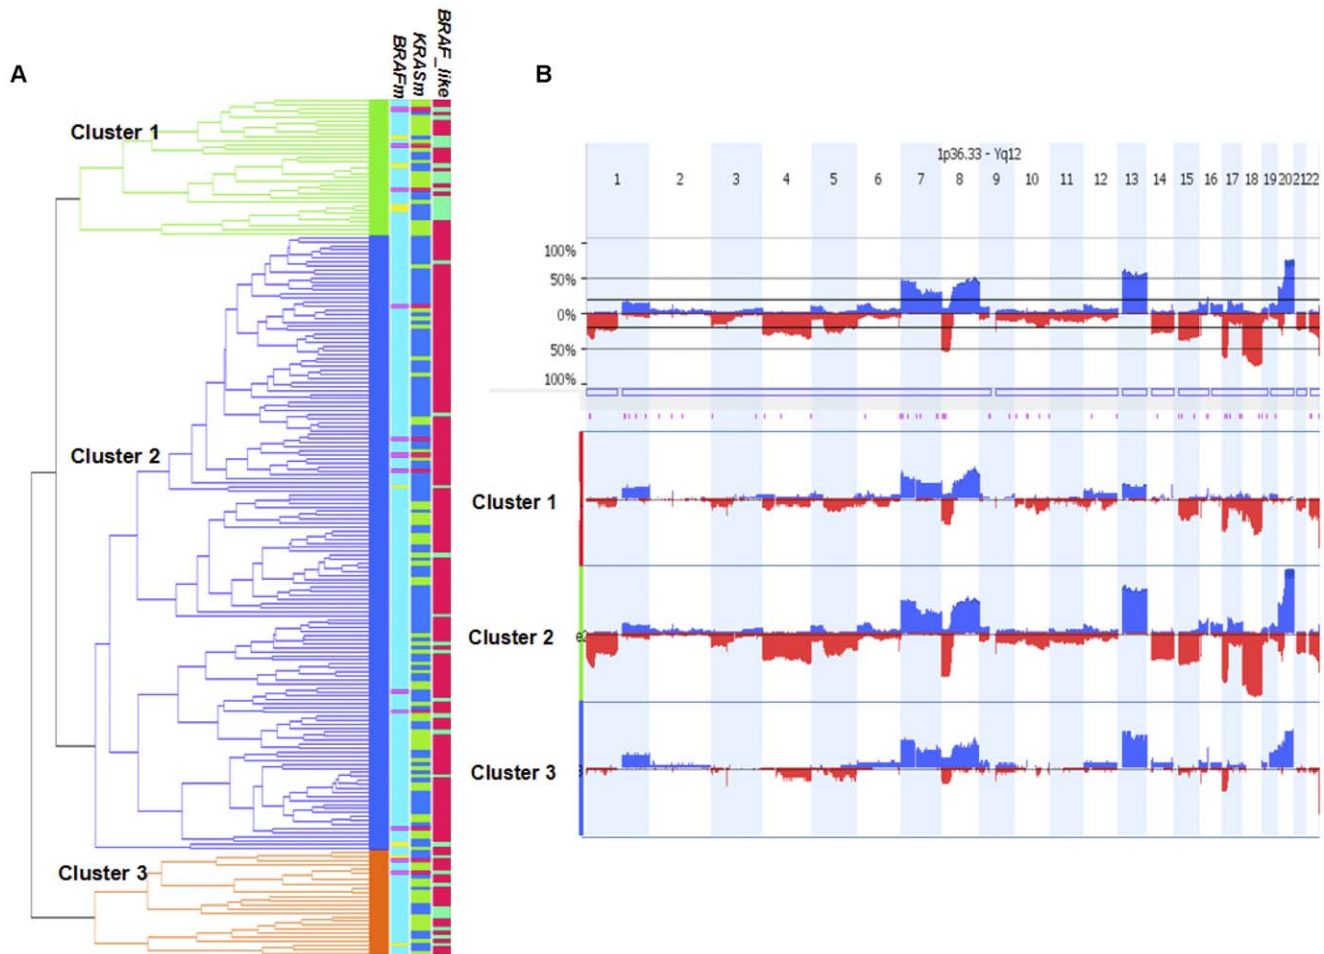 A
BRAFm
KRASm
BRAF_like
Cluster 1
Cluster 2
Cluster 3
B
1p36.33 - Yq12
1 2 3 4 5 6 7 8 9 10 11 12 13 14 15 16 17 18 19 20 21 22
100%
50%
0%
50%
100%
Cluster 1
Cluster 2
Cluster 3